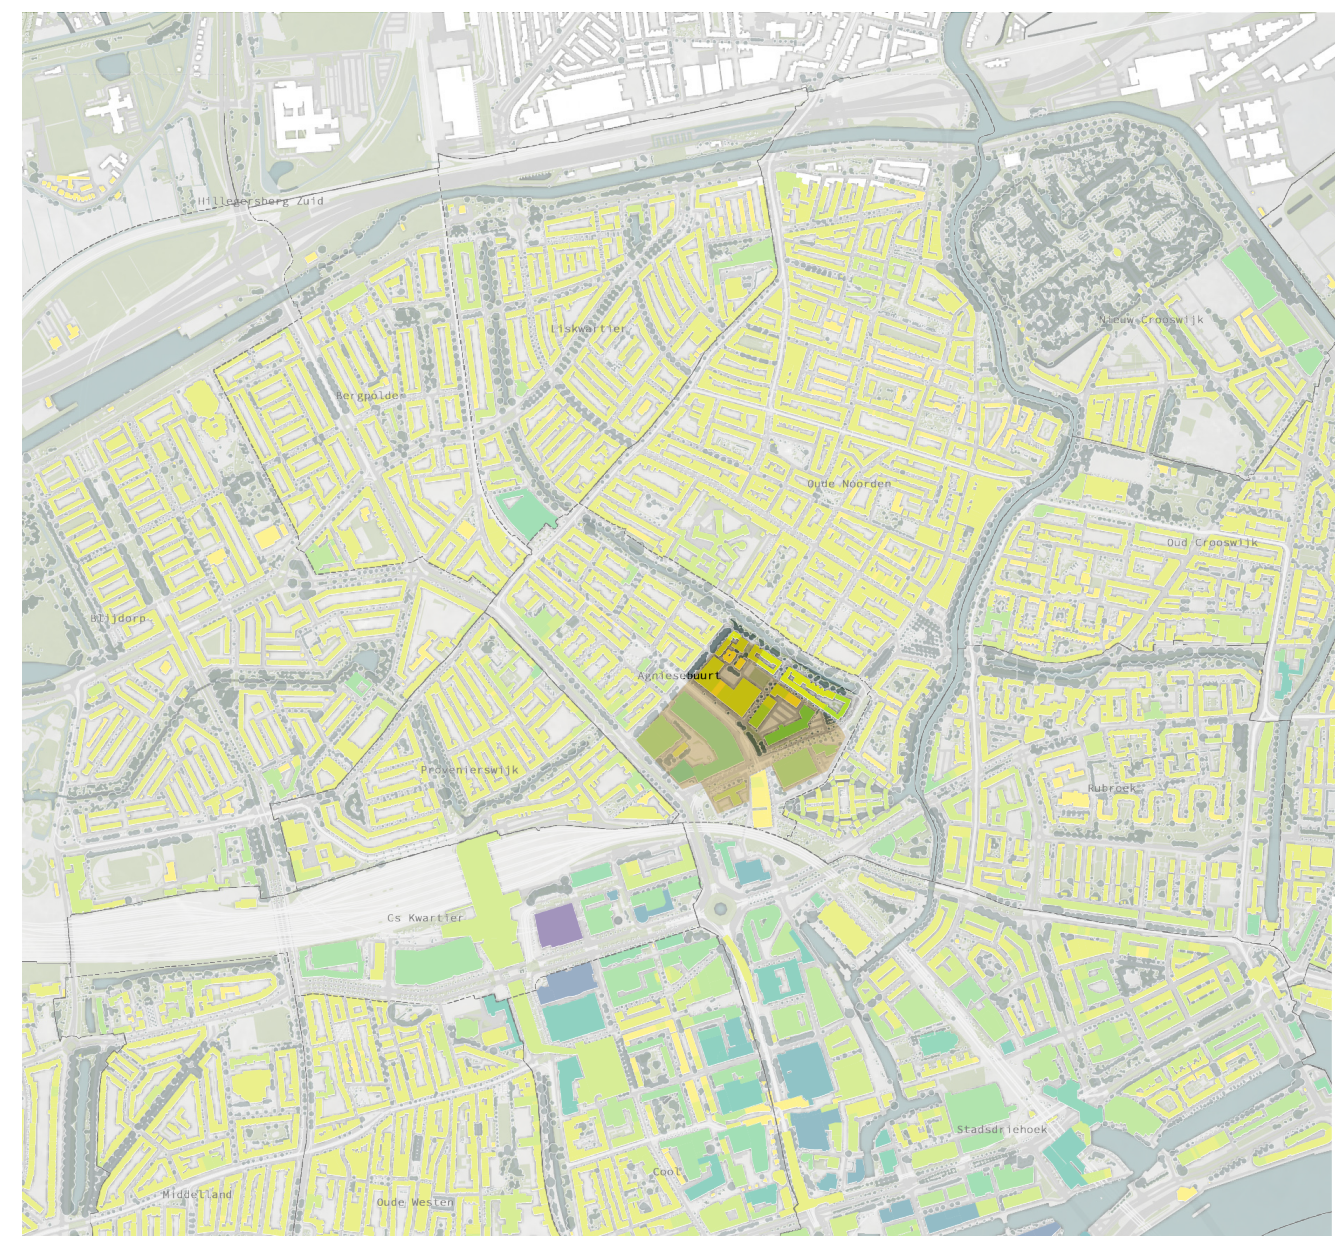 Hillegersberg Zuid
Nieuw Crooswijk
Liskwartier
Bergpolder
Oude Noorden
Oud Crooswijk
Blijdorp
Agniesebuurt
Provenierswijk
Rubroek
Cs Kwartier
Stadsdriehoek
Cool
Middelland
Oude Westen